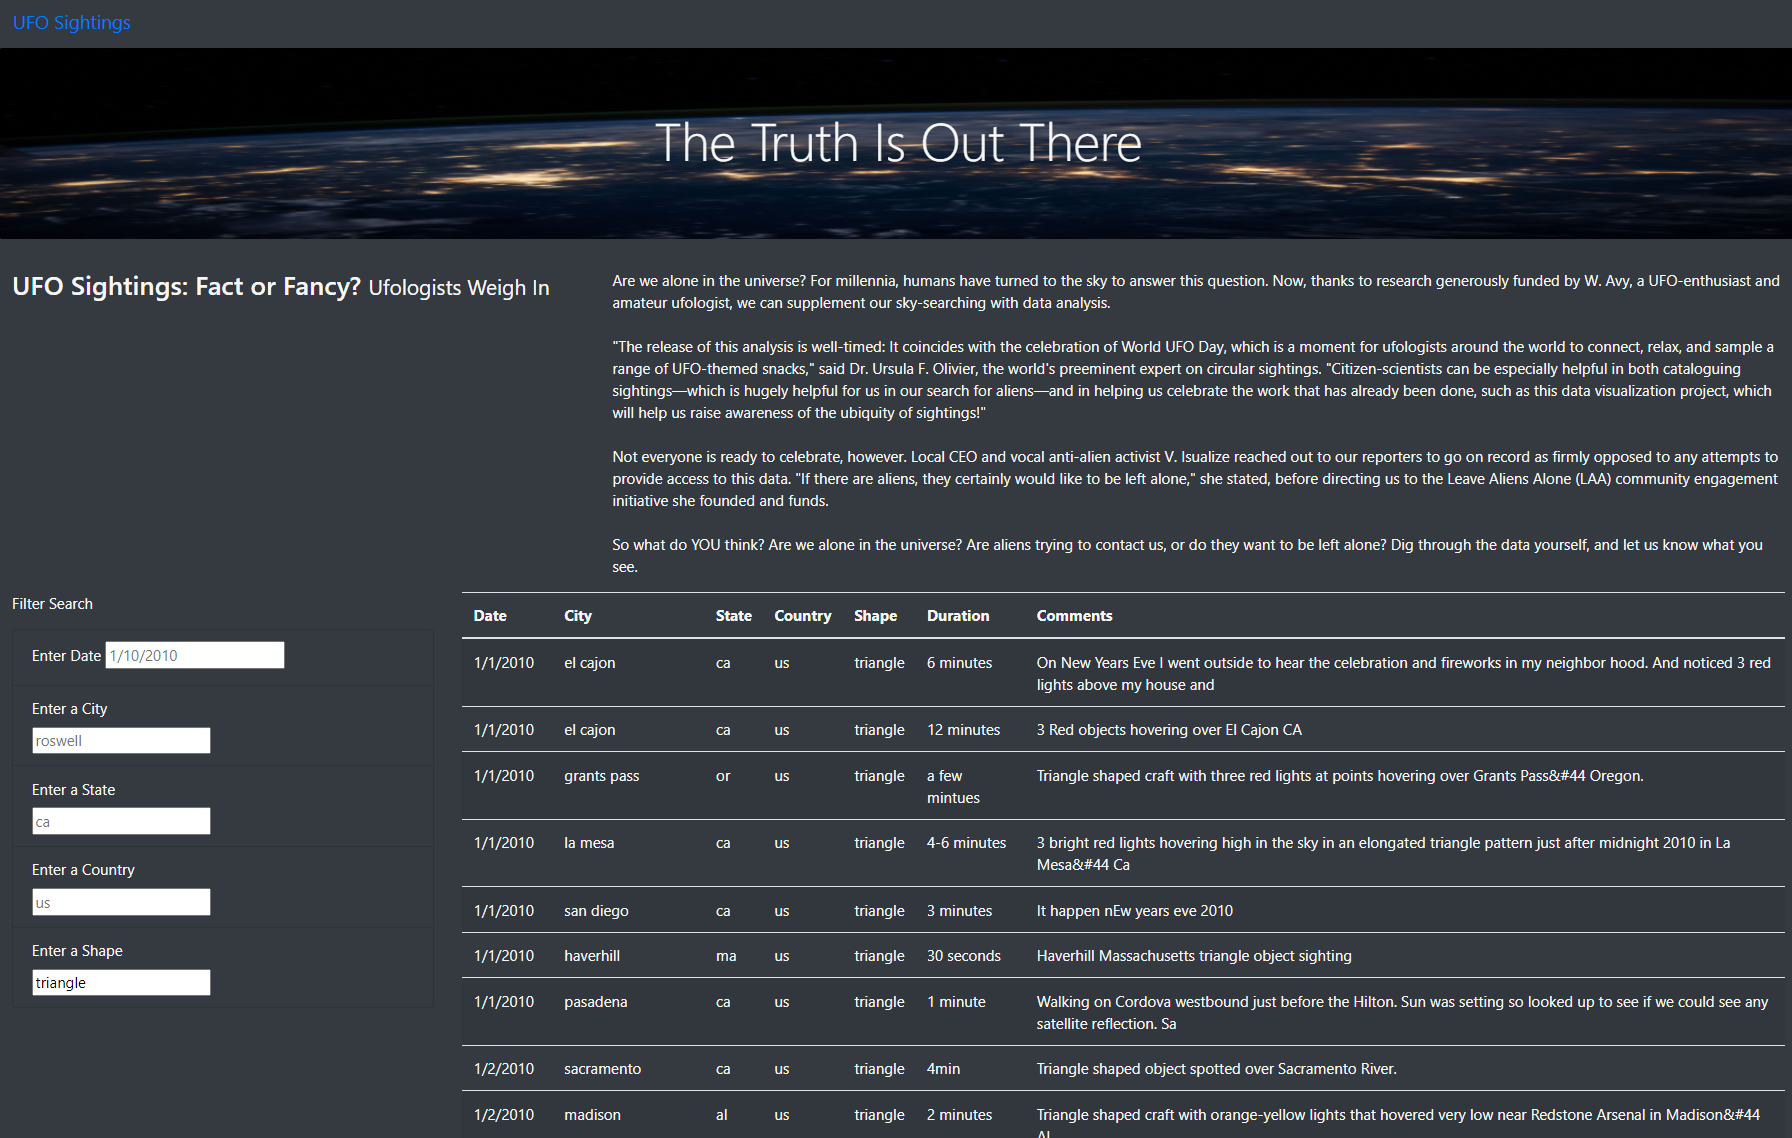 UFO Sightings
The Truth Is Out There
UFO Sightings: Fact or Fancy? Ufologists Weigh In
Are we alone in the universe? For millennia, humans have turned to the sky to answer this question. Now, thanks to research generously funded by W. Avy, a UFO-enthusiast and
amateur ufologist, we can supplement our sky-searching with data analysis.
"The release of this analysis is well-timed: It coincides with the celebration of World UFO Day, which is a moment for ufologists around the world to connect, relax, and sample a
range of UFO-themed snacks," said Dr. Ursula F. Olivier, the world's preeminent expert on circular sightings. "Citizen-scientists can be especially helpful in both cataloguing
sightings—which is hugely helpful for us in our search for aliens—and in helping us celebrate the work that has already been done, such as this data visualization project, which
will help us raise awareness of the ubiquity of sightings!"
Not everyone is ready to celebrate, however. Local CEO and vocal anti-alien activist V. Isualize reached out to our reporters to go on record as firmly opposed to any attempts to
provide access to this data. "If there are aliens, they certainly would like to be left alone," she stated, before directing us to the Leave Aliens Alone (LAA) community engagement
initiative she founded and funds.
So what do YOU think? Are we alone in the universe? Are aliens trying to contact us, or do they want to be left alone? Dig through the data yourself, and let us know what you
see.
Filter Search
Enter Date 1/10/2010
Enter a City
roswell
Enter a State
ca
Enter a Country
us
Enter a Shape
triangle
Date City State Country Shape Duration Comments
1/1/2010 el cajon ca us triangle 6 minutes On New Years Eve I went outside to hear the celebration and fireworks in my neighbor hood. And noticed 3 red
lights above my house and
1/1/2010 el cajon ca us triangle 12 minutes 3 Red objects hovering over El Cajon CA
1/1/2010 grants pass or us triangle a few Triangle shaped craft with three red lights at points hovering over Grants Pass&#44 Oregon.
mintues
1/1/2010 la mesa ca us triangle 4-6 minutes 3 bright red lights hovering high in the sky in an elongated triangle pattern just after midnight 2010 in La
Mesa&#44 Ca
1/1/2010 san diego ca us triangle 3 minutes It happen nEw years eve 2010
1/1/2010 haverhill ma us triangle 30 seconds Haverhill Massachusetts triangle object sighting
1/1/2010 pasadena ca us triangle 1 minute Walking on Cordova westbound just before the Hilton. Sun was setting so looked up to see if we could see any
satellite reflection. Sa
1/2/2010 sacramento ca us triangle 4min Triangle shaped object spotted over Sacramento River.
1/2/2010 madison al us triangle 2 minutes Triangle shaped craft with orange-yellow lights that hovered very low near Redstone Arsenal in Madison&#44